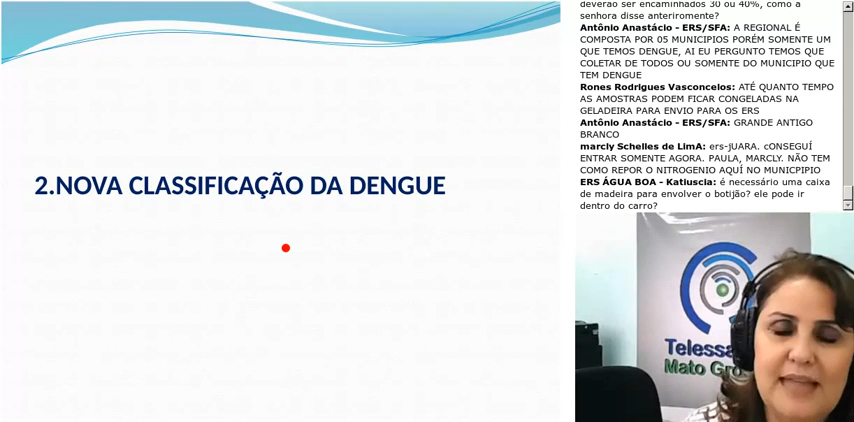 2.NOVA CLASSIFICAÇÃO DA DENGUE
deverão ser encaminhados 30 ou 40%, como a
senhora disse anteriromente?
Antônio Anastácio - ERS/SFA: A REGIONAL É
COMPOSTA POR 05 MUNICIPIOS PORÉM SOMENTE UM
QUE TEMOS DENGUE, AI EU PERGUNTO TEMOS QUE
COLETAR DE TODOS OU SOMENTE DO MUNICIPIO QUE
TEM DENGUE
Rones Rodrigues Vasconcelos: ATÉ QUANTO TEMPO
AS AMOSTRAS PODEM FICAR CONGELADAS NA
GELADEIRA PARA ENVIO PARA OS ERS
Antônio Anastácio - ERS/SFA: GRANDE ANTIGO
BRANCO
marcly Schelles de LimA: ers-jUARA. cONSEGUÍ
ENTRAR SOMENTE AGORA. PAULA, MARCLY. NÃO TEM
COMO REPOR O NITROGENIO AQUÍ NO MUNICPIPIO
ERS ÁGUA BOA - Katiuscia: é necessário uma caixa
de madeira para envolver o botijão? ele pode ir
dentro do carro?
Telessa
Mato Gro